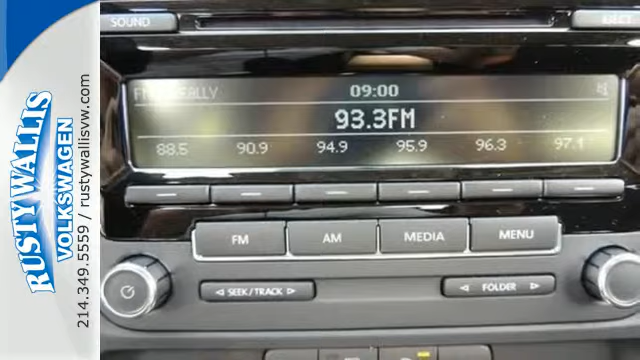 SOUND
09:00
93.3FM
88.5 90.9 94.9 95.9 96.3 97.1
FM AM MEDIA MENU
SEEK/TRACK FOLDER
RUSTY WALLIS
VOLKSWAGEN
214.349.5559 / rustywallisvw.com